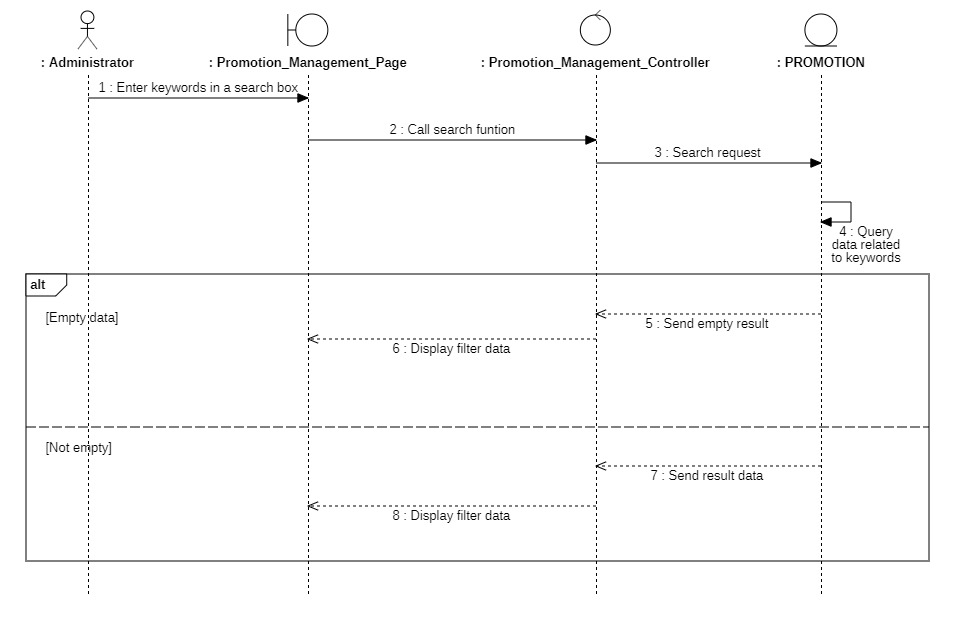 : Administrator
: Promotion_Management_Page
: Promotion_Management_Controller
: PROMOTION
1 : Enter keywords in a search box
2 : Call search funtion
3 : Search request
4 : Query
data related
to keywords
alt
[Empty data]
5 : Send empty result
6 : Display filter data
[Not empty]
7 : Send result data
8 : Display filter data